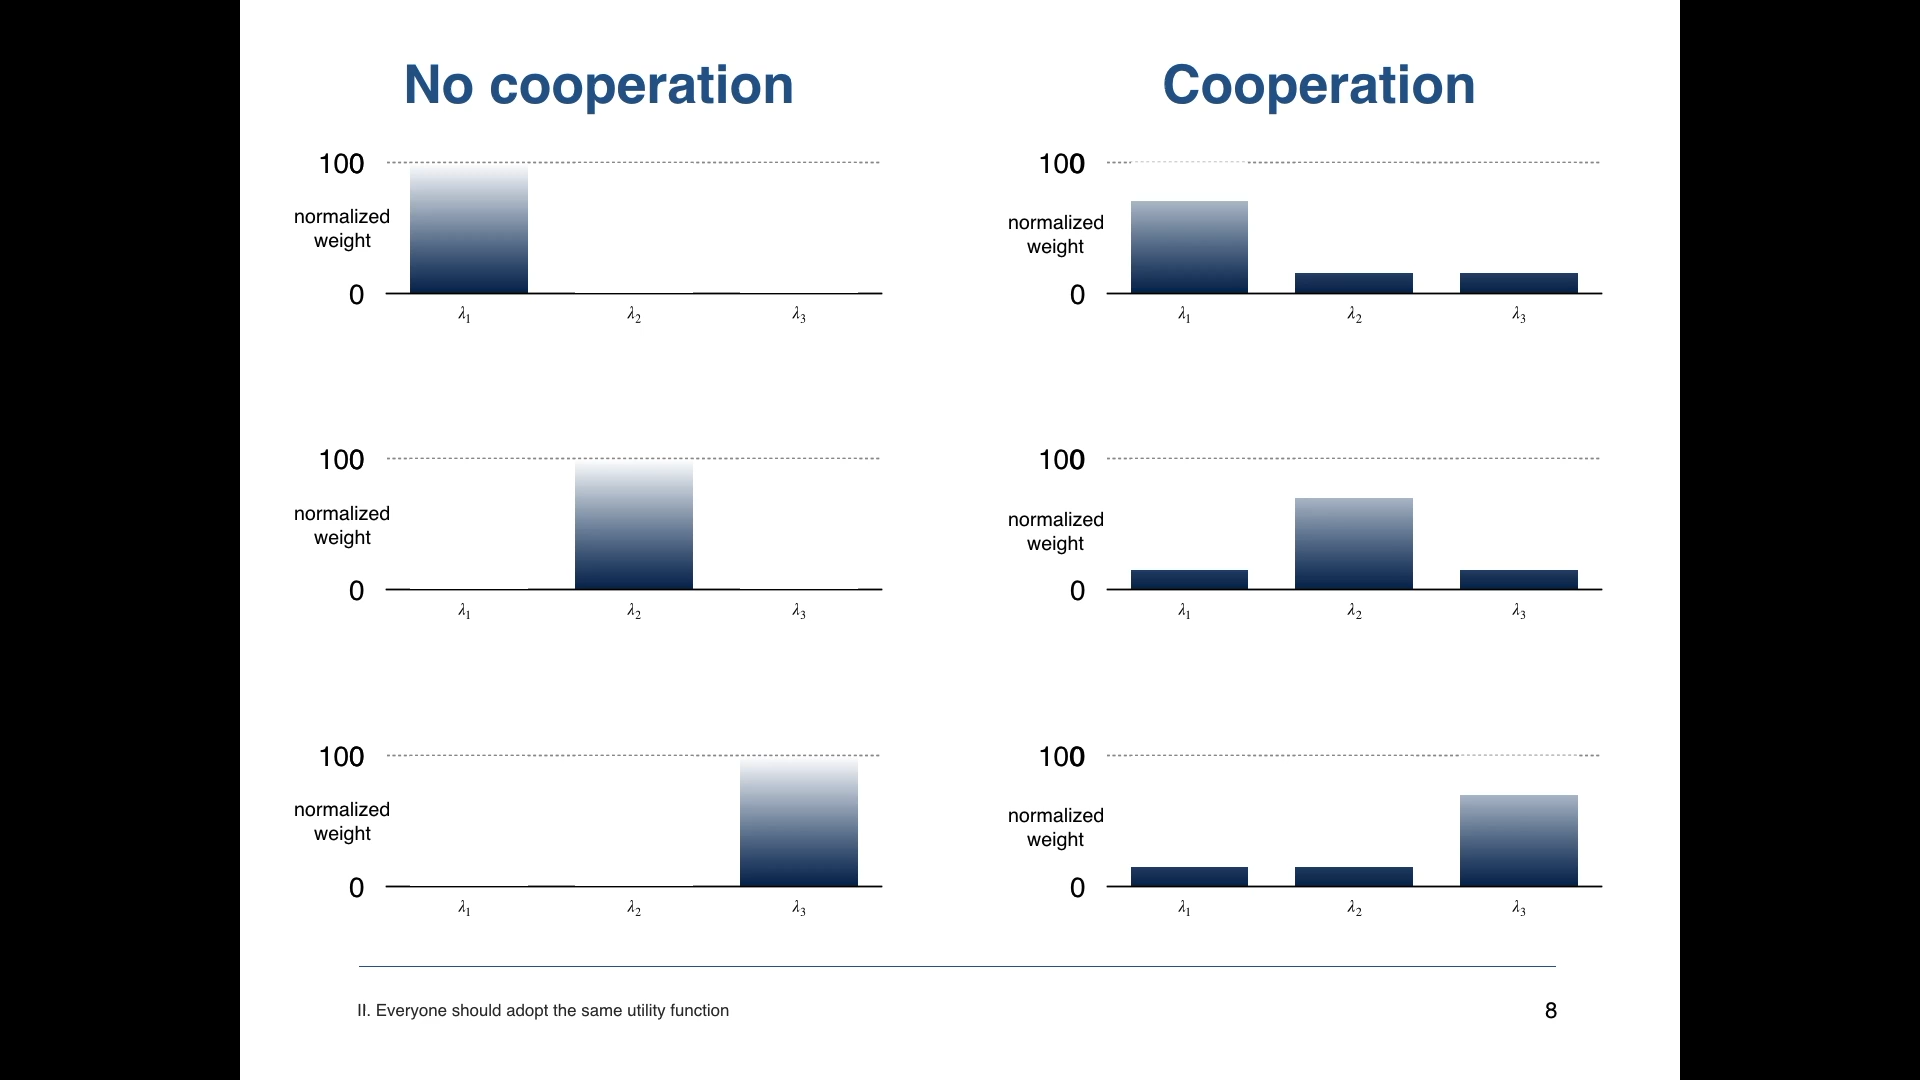 No cooperation
Cooperation
100
normalized
weight
0
λ1
λ2
λ3
100
normalized
weight
0
λ1
λ2
λ3
100
normalized
weight
0
λ1
λ2
λ3
100
normalized
weight
0
λ1
λ2
λ3
100
normalized
weight
0
λ1
λ2
λ3
100
normalized
weight
0
λ1
λ2
λ3
II. Everyone should adopt the same utility function
8